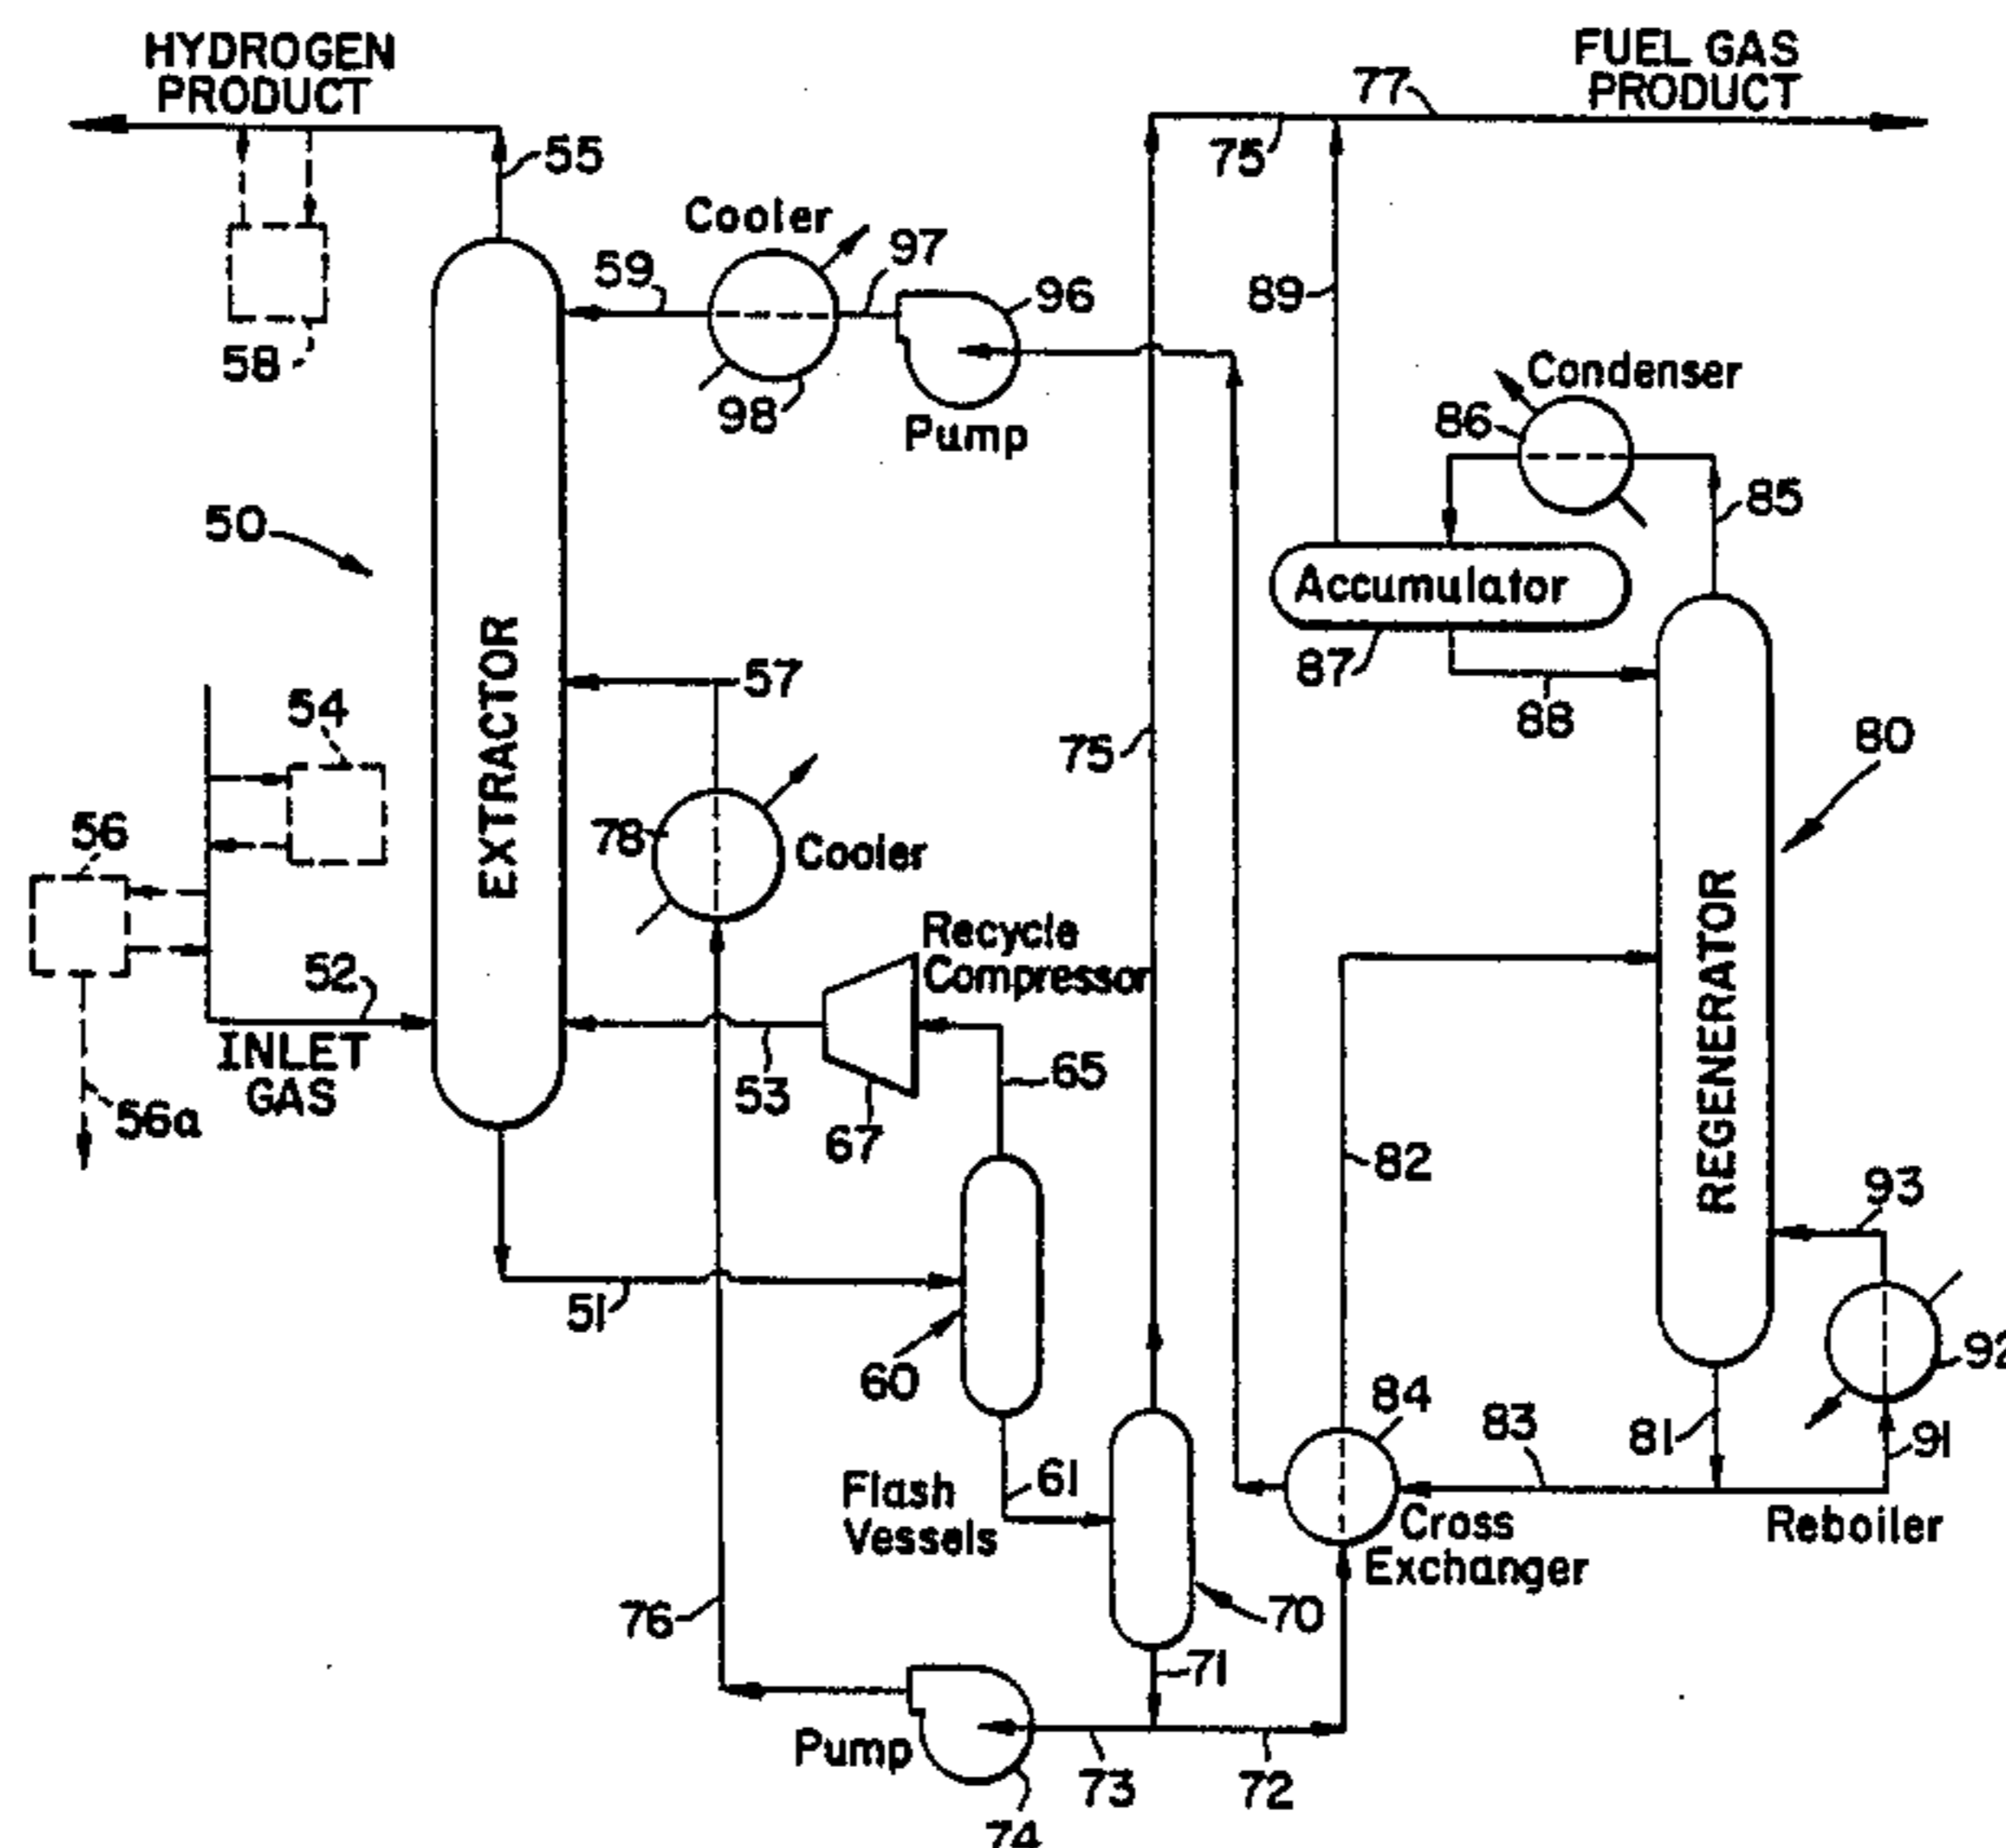 HYDROGEN
PRODUCT
FUEL GAS
PRODUCT
77
75
55
58
Cooler
59
97
96
98
Pump
89
Condenser
86
85
50
Accumulator
87
88
EXTRACTOR
57
54
56
75
80
78
Cooler
Recycle
Compressor
REGENERATOR
52
INLET
GAS
56a
53
67
65
82
93
51
60
92
84
83
81
91
61
Flash
Vessels
Cross
Exchanger
Reboiler
76
70
71
Pump
73
72
74